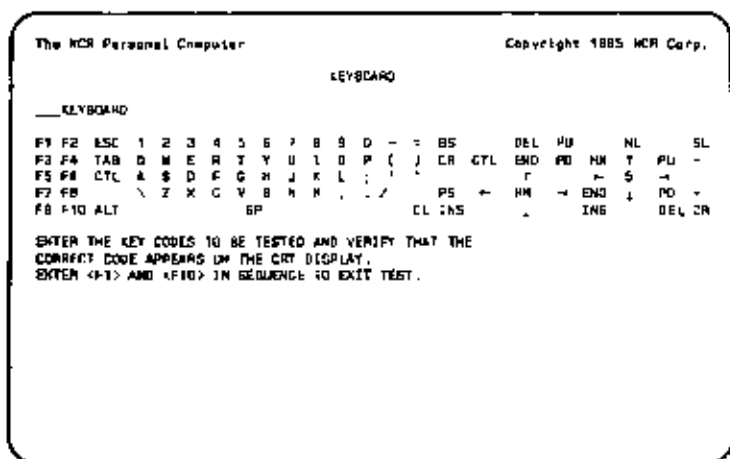 The NCR Personal Computer Copyright 1985 NCR Corp.
KEYBOARD
___KEYBOARD
F1 F2 ESC 1 2 3 4 5 6 7 8 9 0 - = BS DEL PU NL SL
F3 F4 TAB Q W E R T Y U I O P [ ] CR CTL END PD HM ↑ PU -
F5 F6 CTL A S D F G H J K L ; ' ` ← 5 →
F7 F8 \ Z X C V B N M , . / PS ← HM → END ↓ PD +
F9 F10 ALT SP CL INS INS DEL CR
ENTER THE KEY CODES TO BE TESTED AND VERIFY THAT THE
CORRECT CODE APPEARS ON THE CRT DISPLAY.
ENTER <F1> AND <F10> IN SEQUENCE TO EXIT TEST.